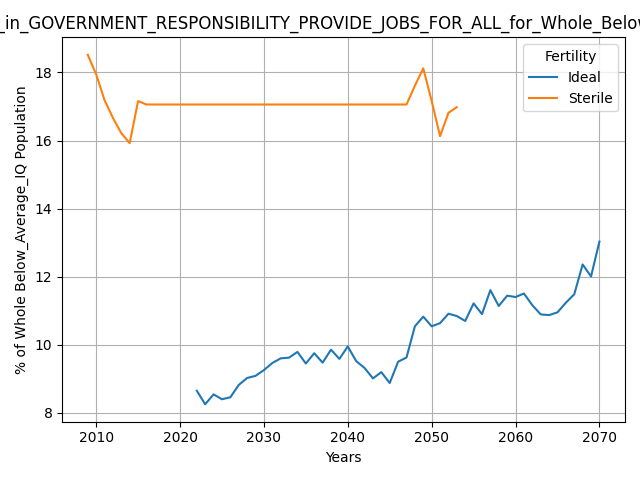 _in_GOVERNMENT_RESPONSIBILITY_PROVIDE_JOBS_FOR_ALL_for_Whole_Below
% of Whole Below_Average_IQ Population
18
16
14
12
10
8
Fertility
Ideal
Sterile
2010 2020 2030 2040 2050 2060 2070
Years